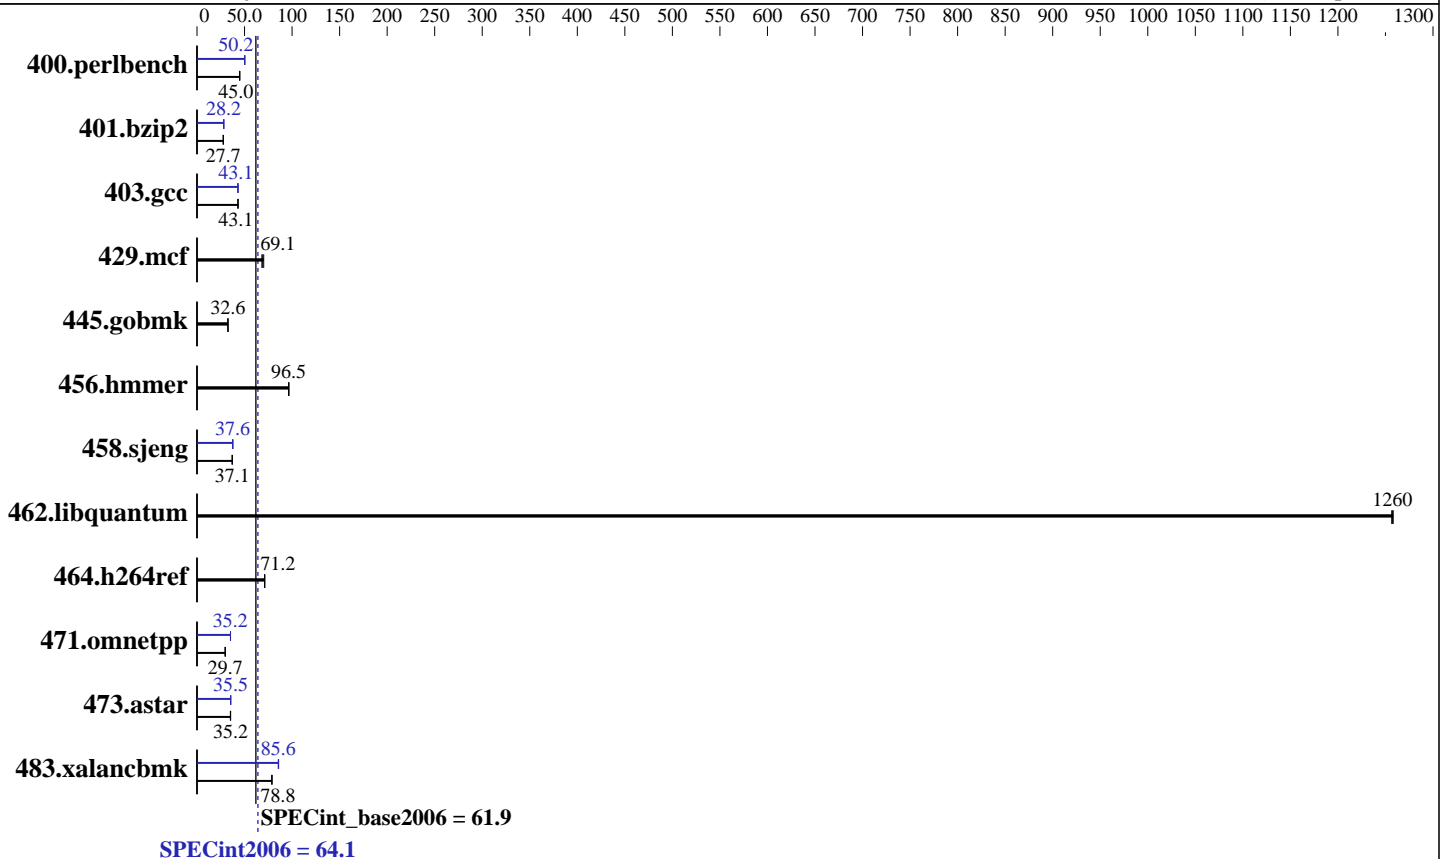 0 50.0 100 150 200 250 300 350 400 450 500 550 600 650 700 750 800 850 900 950 1000 1050 1100 1150 1200 1300
50.2
400.perlbench
45.0
28.2
401.bzip2
27.7
43.1
403.gcc
43.1
69.1
429.mcf
32.6
445.gobmk
96.5
456.hmmer
37.6
458.sjeng
37.1
1260
462.libquantum
71.2
464.h264ref
35.2
471.omnetpp
29.7
35.5
473.astar
35.2
85.6
483.xalancbmk
78.8
SPECint_base2006 = 61.9
SPECint2006 = 64.1